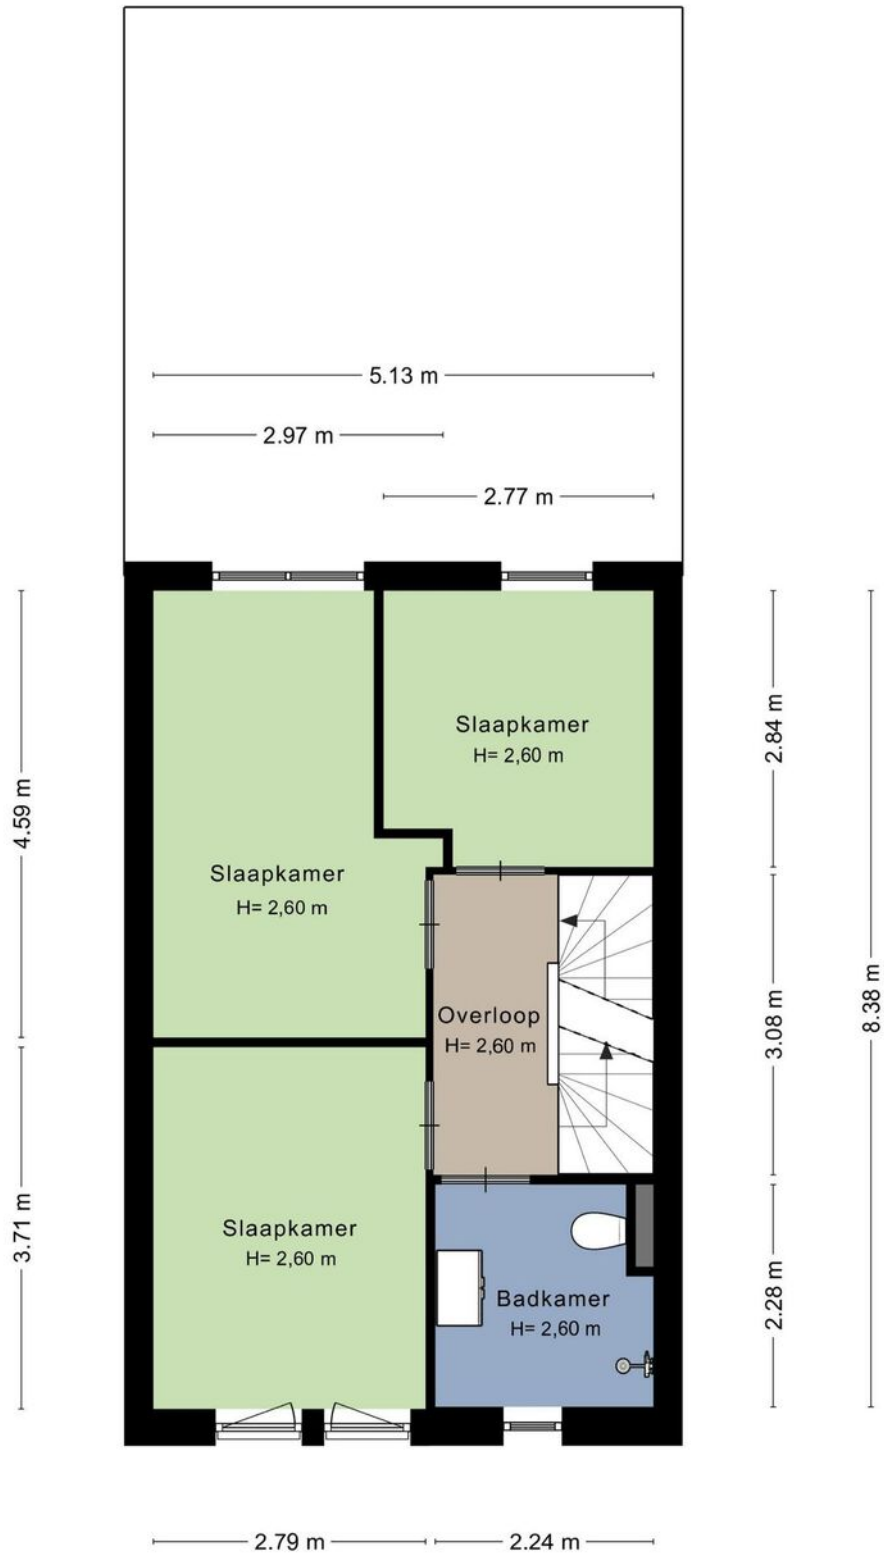 5.13 m
2.97 m
2.77 m
Slaapkamer
H= 2,60 m
2.84 m
4.59 m
Slaapkamer
H= 2,60 m
8.38 m
Overloop
H= 2,60 m
3.08 m
Slaapkamer
H= 2,60 m
3.71 m
Badkamer
H= 2,60 m
2.28 m
2.79 m
2.24 m